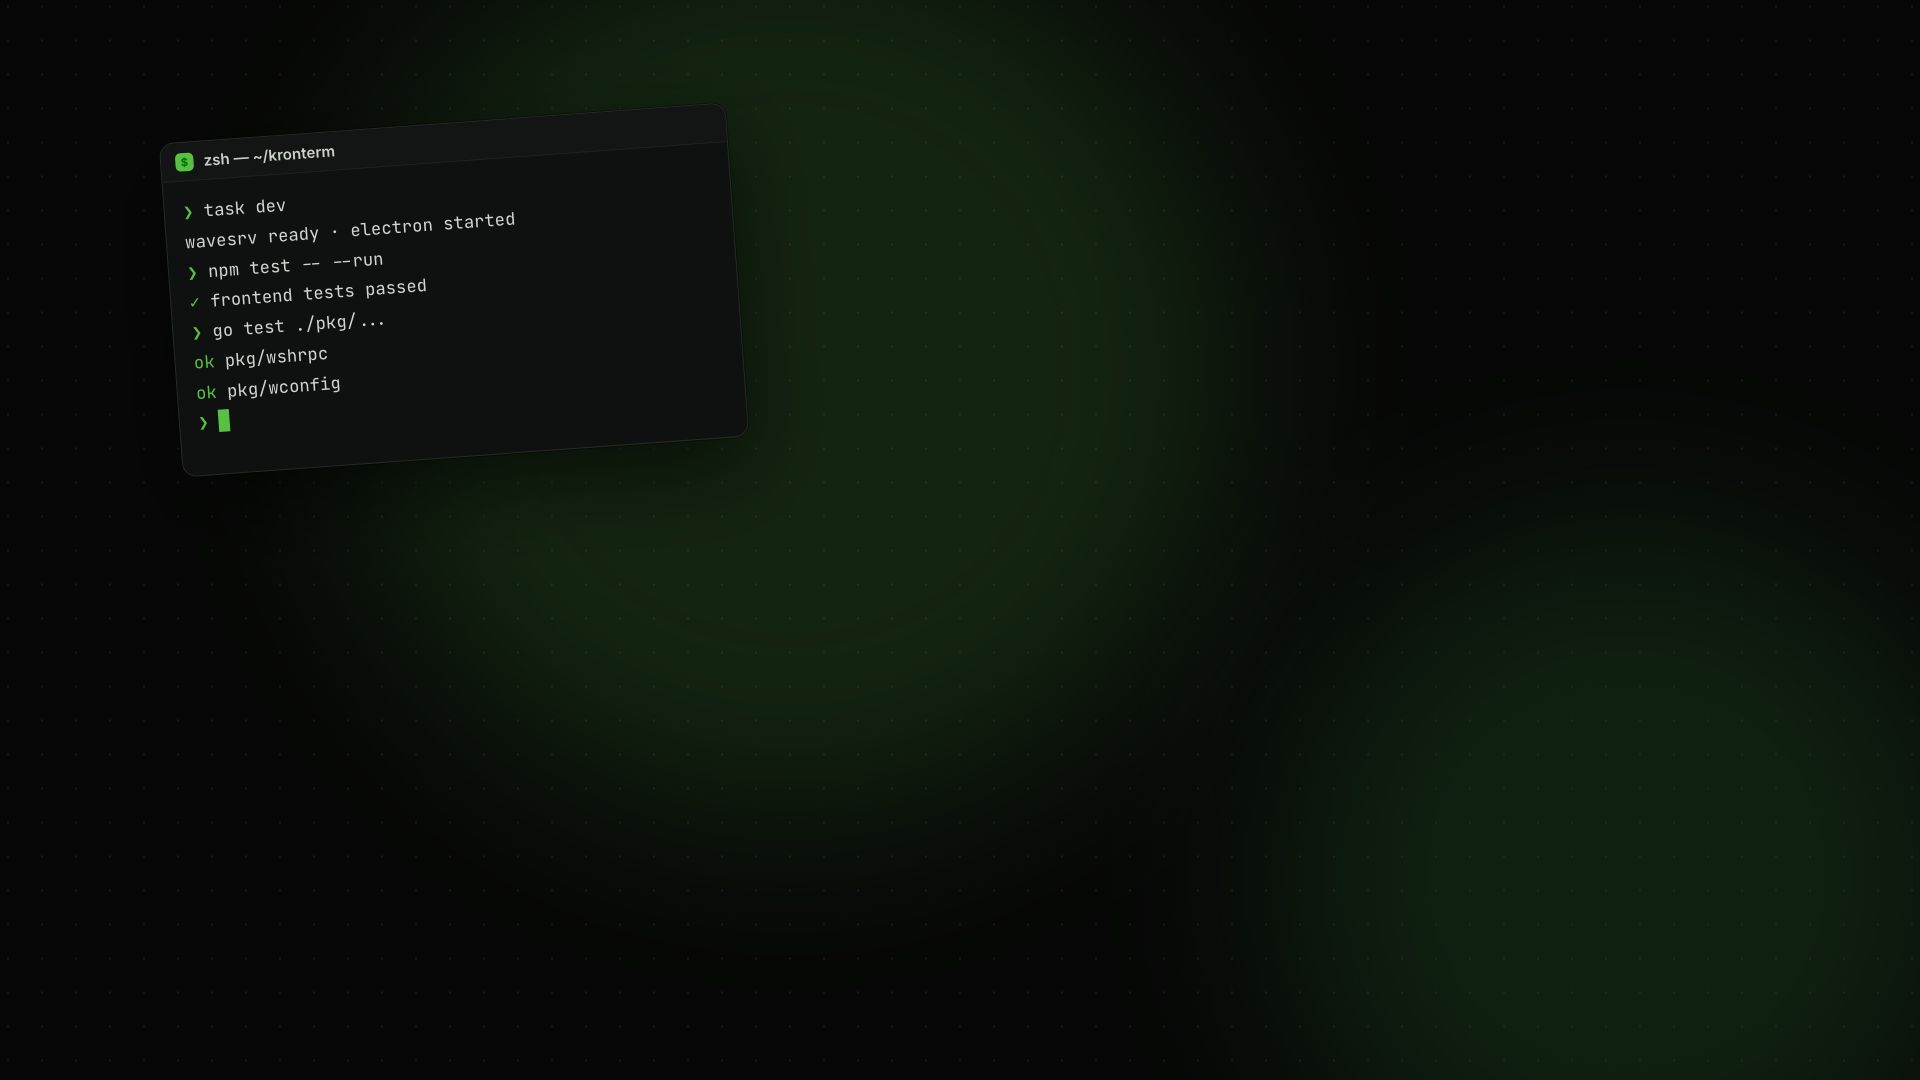 $ zsh — ~/kronterm
❯ task dev
wavesrv ready · electron started
❯ npm test -- --run
✓ frontend tests passed
❯ go test ./pkg/...
ok pkg/wshrpc
ok pkg/wconfig
❯